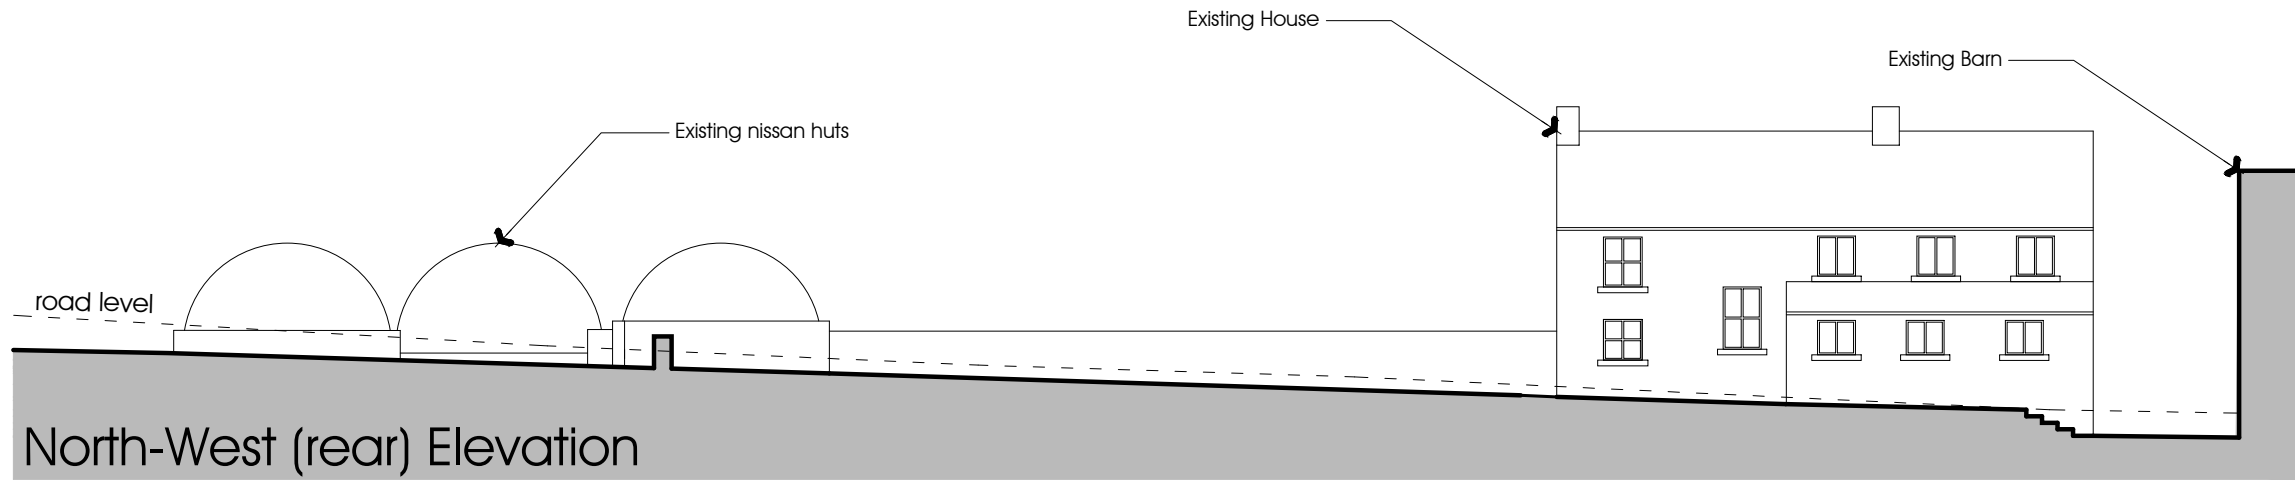 Existing House
Existing Barn
Existing nissan huts
road level
North-West (rear) Elevation